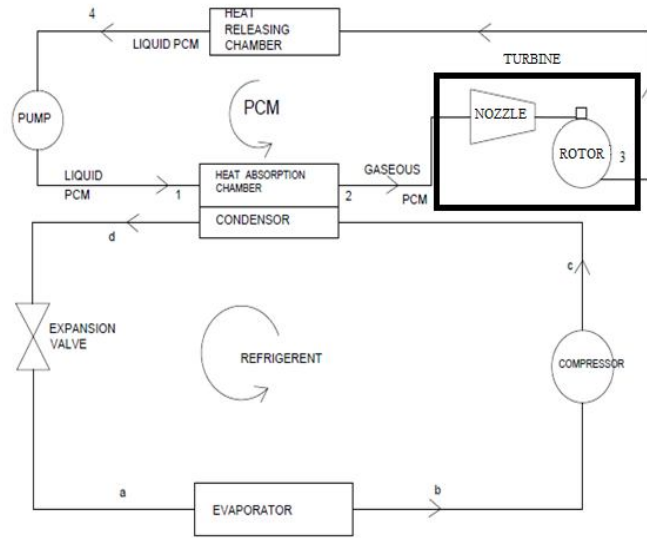 4
HEAT
RELEASING
CHAMBER
LIQUID PCM
TURBINE
PUMP
PCM
NOZZLE
ROTOR
3
LIQUID
PCM
1
HEAT ABSORPTION
CHAMBER
2
GASEOUS
PCM
CONDENSOR
d
c
EXPANSION
VALVE
REFRIGERENT
COMPRESSOR
a
EVAPORATOR
b